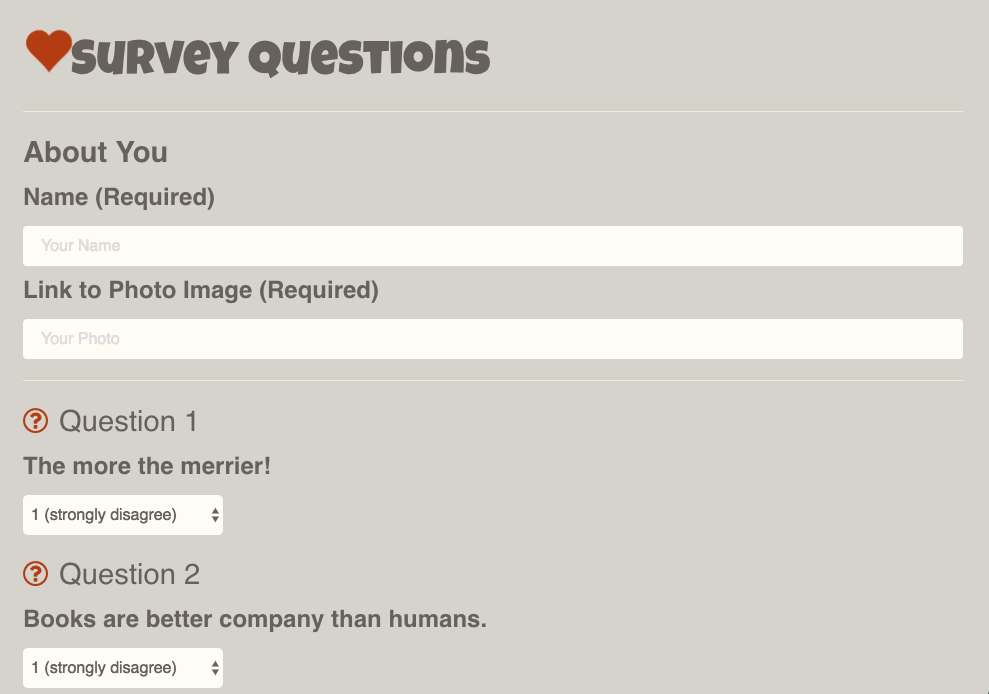 Survey Questions
About You
Name (Required)
Your Name
Link to Photo Image (Required)
Your Photo
? Question 1
The more the merrier!
1 (strongly disagree)
? Question 2
Books are better company than humans.
1 (strongly disagree)